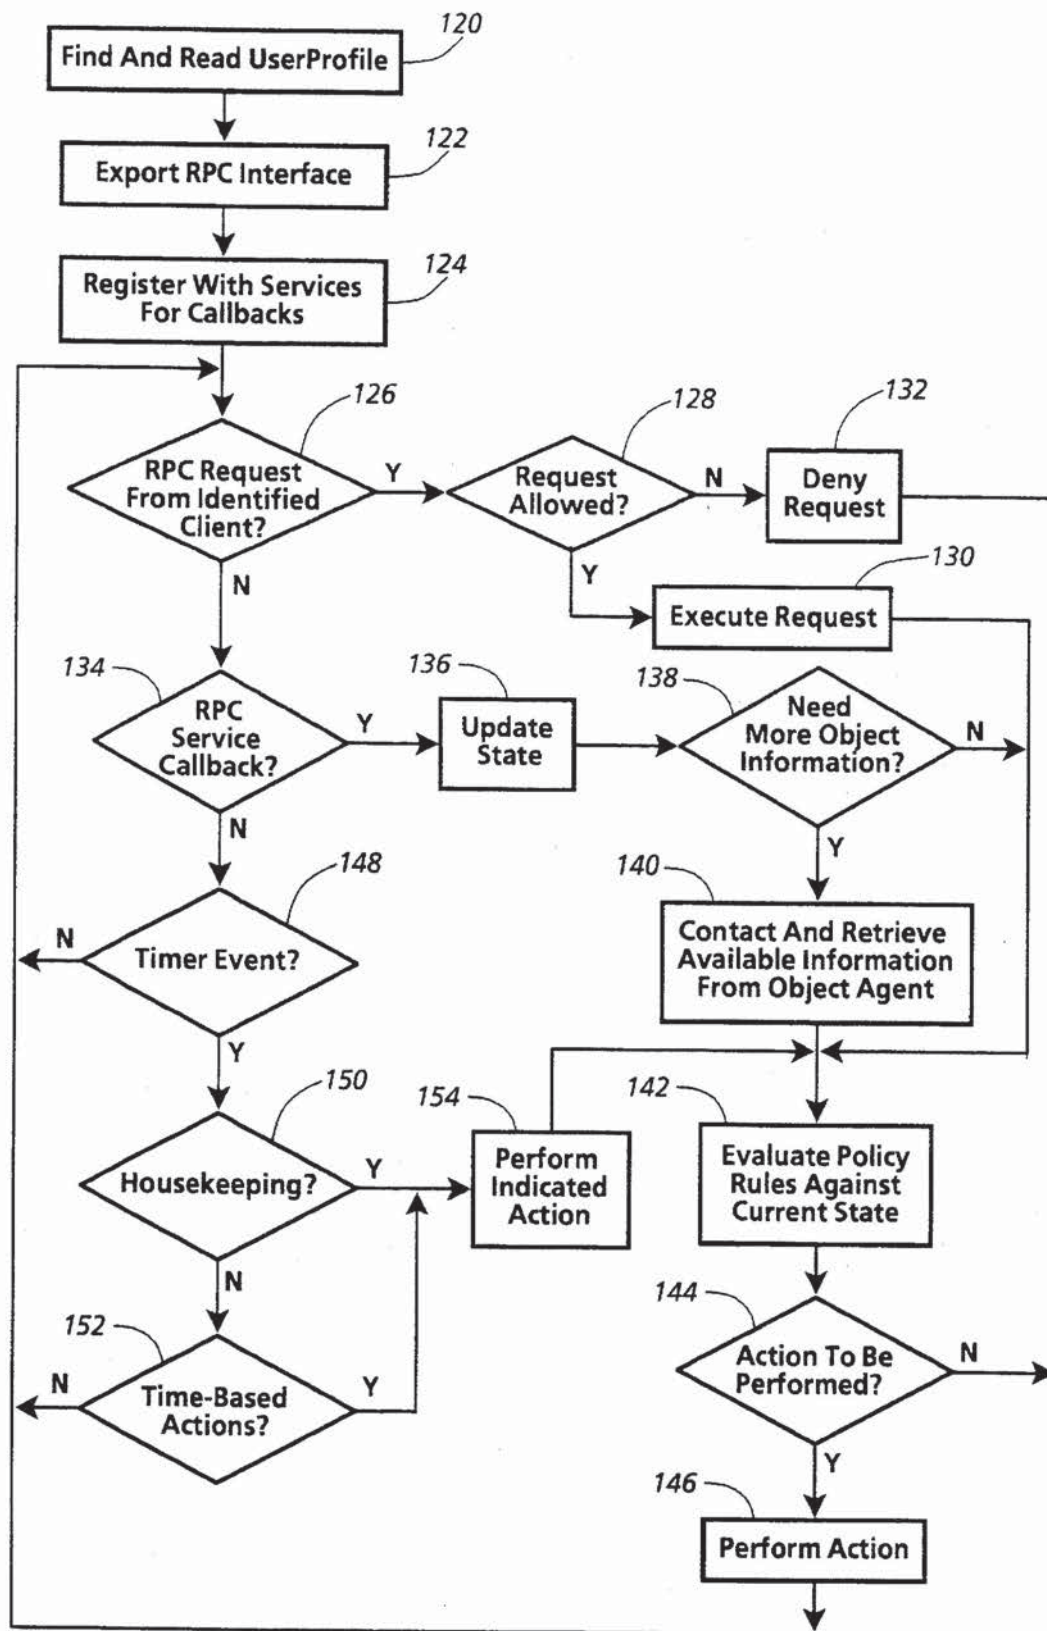 120
Find And Read UserProfile
122
Export RPC Interface
124
Register With Services
For Callbacks
126
RPC Request
From Identified
Client?
Y
N
128
Request
Allowed?
N
Y
132
Deny
Request
130
Execute Request
134
RPC
Service
Callback?
Y
N
136
Update
State
138
Need
More Object
Information?
N
Y
140
Contact And Retrieve
Available Information
From Object Agent
148
Timer Event?
N
Y
150
Housekeeping?
Y
N
154
Perform
Indicated
Action
142
Evaluate Policy
Rules Against
Current State
152
Time-Based
Actions?
N
Y
144
Action To Be
Performed?
N
Y
146
Perform Action